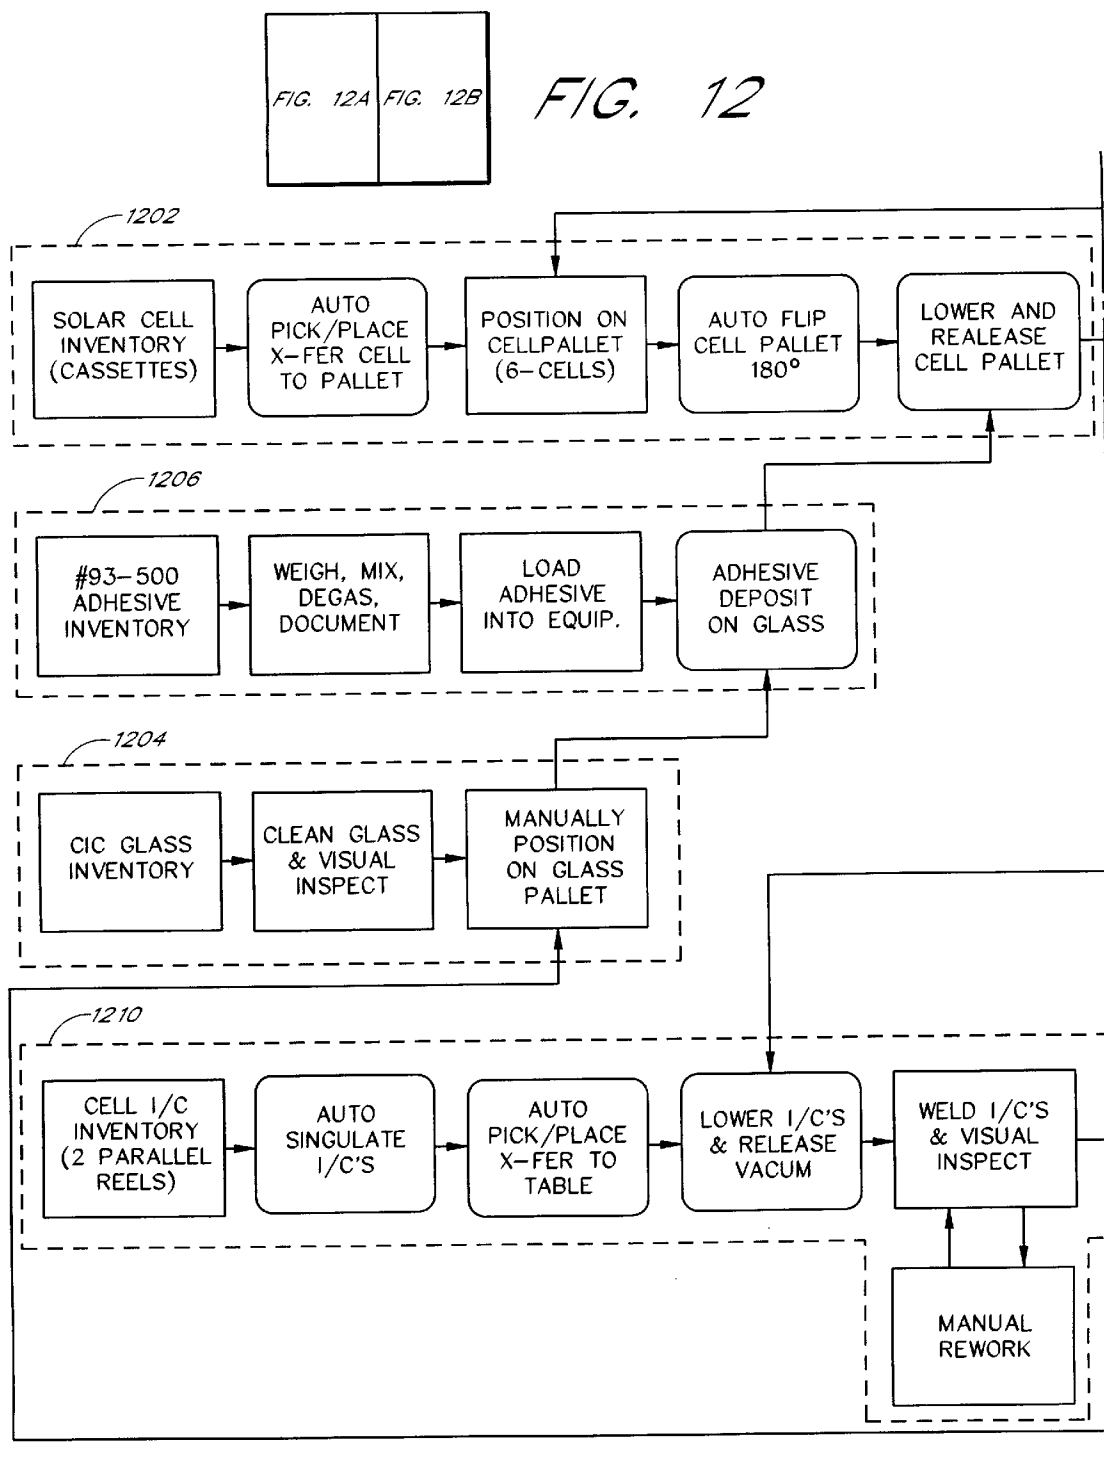 FIG. 12A FIG. 12B
FIG. 12
1202
SOLAR CELL
INVENTORY
(CASSETTES)
AUTO
PICK/PLACE
X-FER CELL
TO PALLET
POSITION ON
CELLPALLET
(6-CELLS)
AUTO FLIP
CELL PALLET
180°
LOWER AND
REALEASE
CELL PALLET
1206
#93-500
ADHESIVE
INVENTORY
WEIGH, MIX,
DEGAS,
DOCUMENT
LOAD
ADHESIVE
INTO EQUIP.
ADHESIVE
DEPOSIT
ON GLASS
1204
CIC GLASS
INVENTORY
CLEAN GLASS
& VISUAL
INSPECT
MANUALLY
POSITION
ON GLASS
PALLET
1210
CELL I/C
INVENTORY
(2 PARALLEL
REELS)
AUTO
SINGULATE
I/C'S
AUTO
PICK/PLACE
X-FER TO
TABLE
LOWER I/C'S
& RELEASE
VACUM
WELD I/C'S
& VISUAL
INSPECT
MANUAL
REWORK